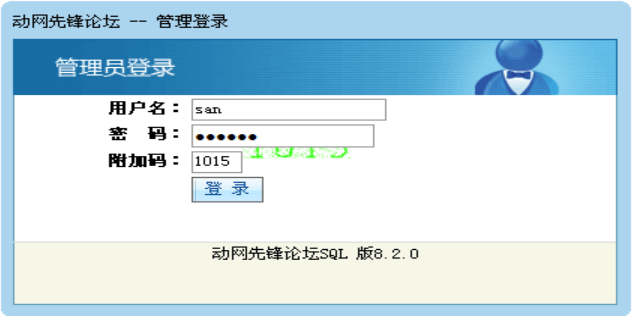 动网先锋论坛 -- 管理登录
管理员登录
用户名： san
密 码： ●●●●●●
附加码： 1015
登 录
动网先锋论坛SQL 版8.2.0